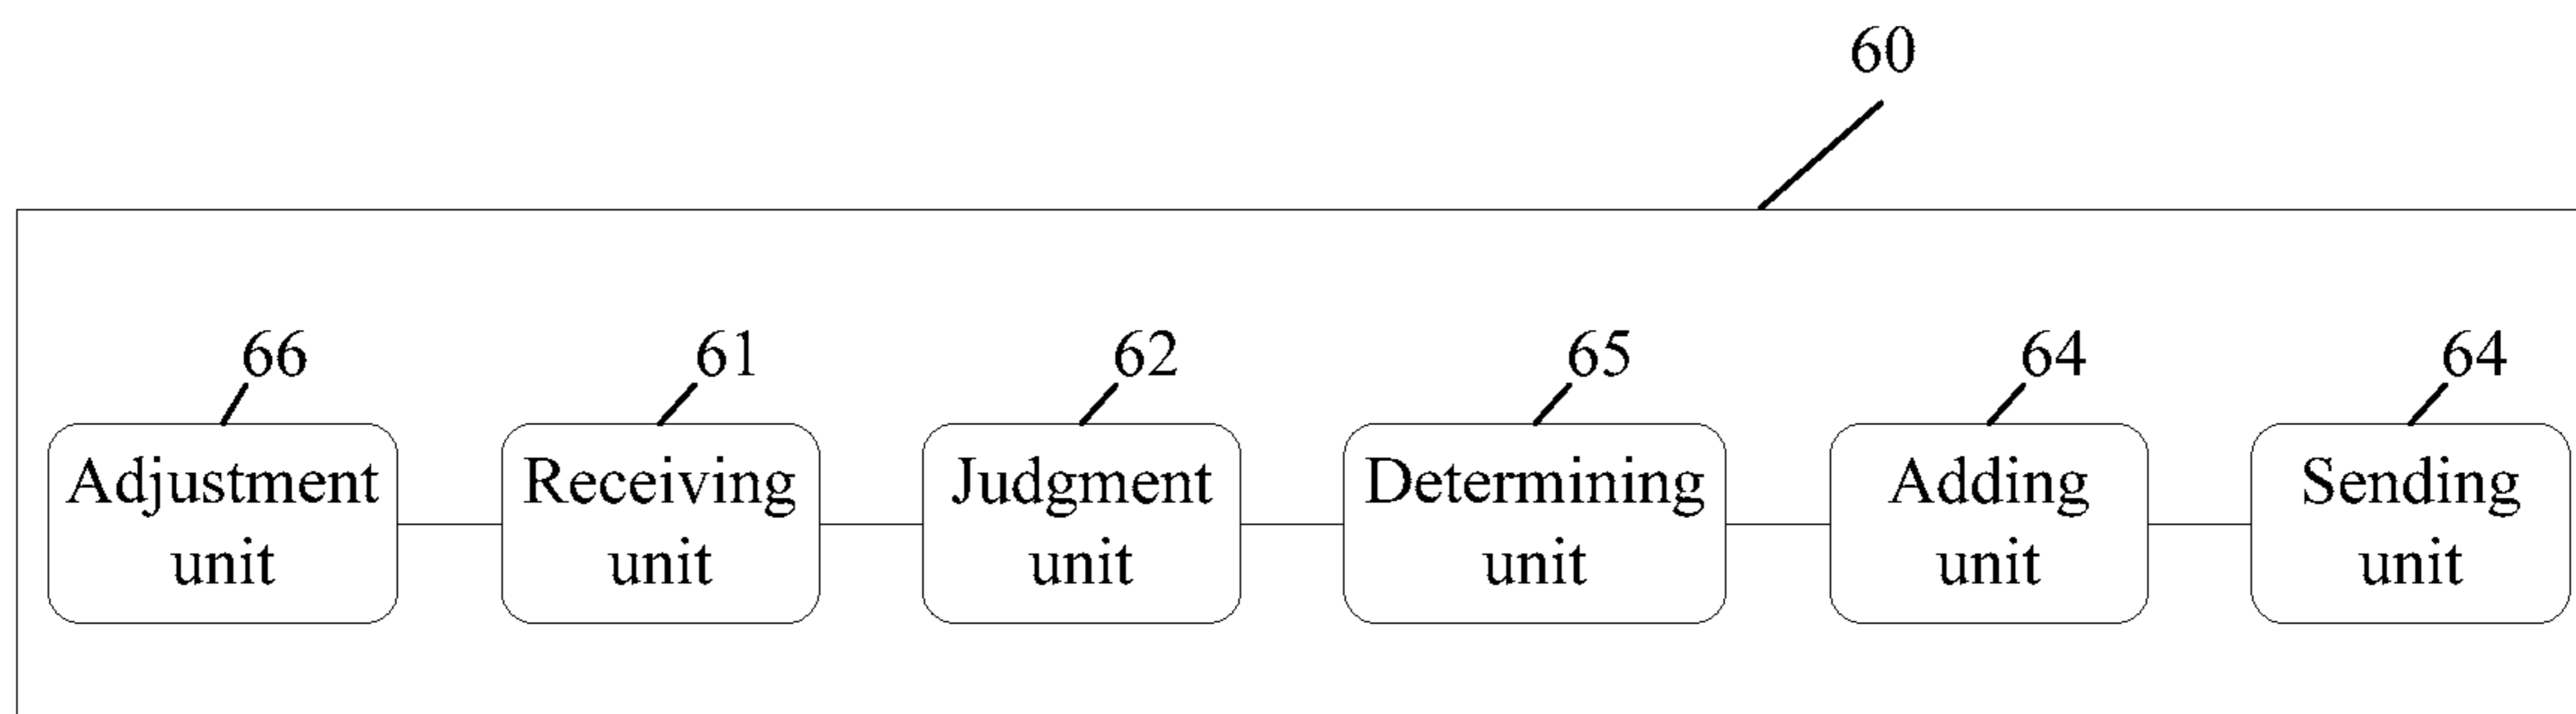 60
66 61 62 65 64 64
Adjustment unit
Receiving unit
Judgment unit
Determining unit
Adding unit
Sending unit